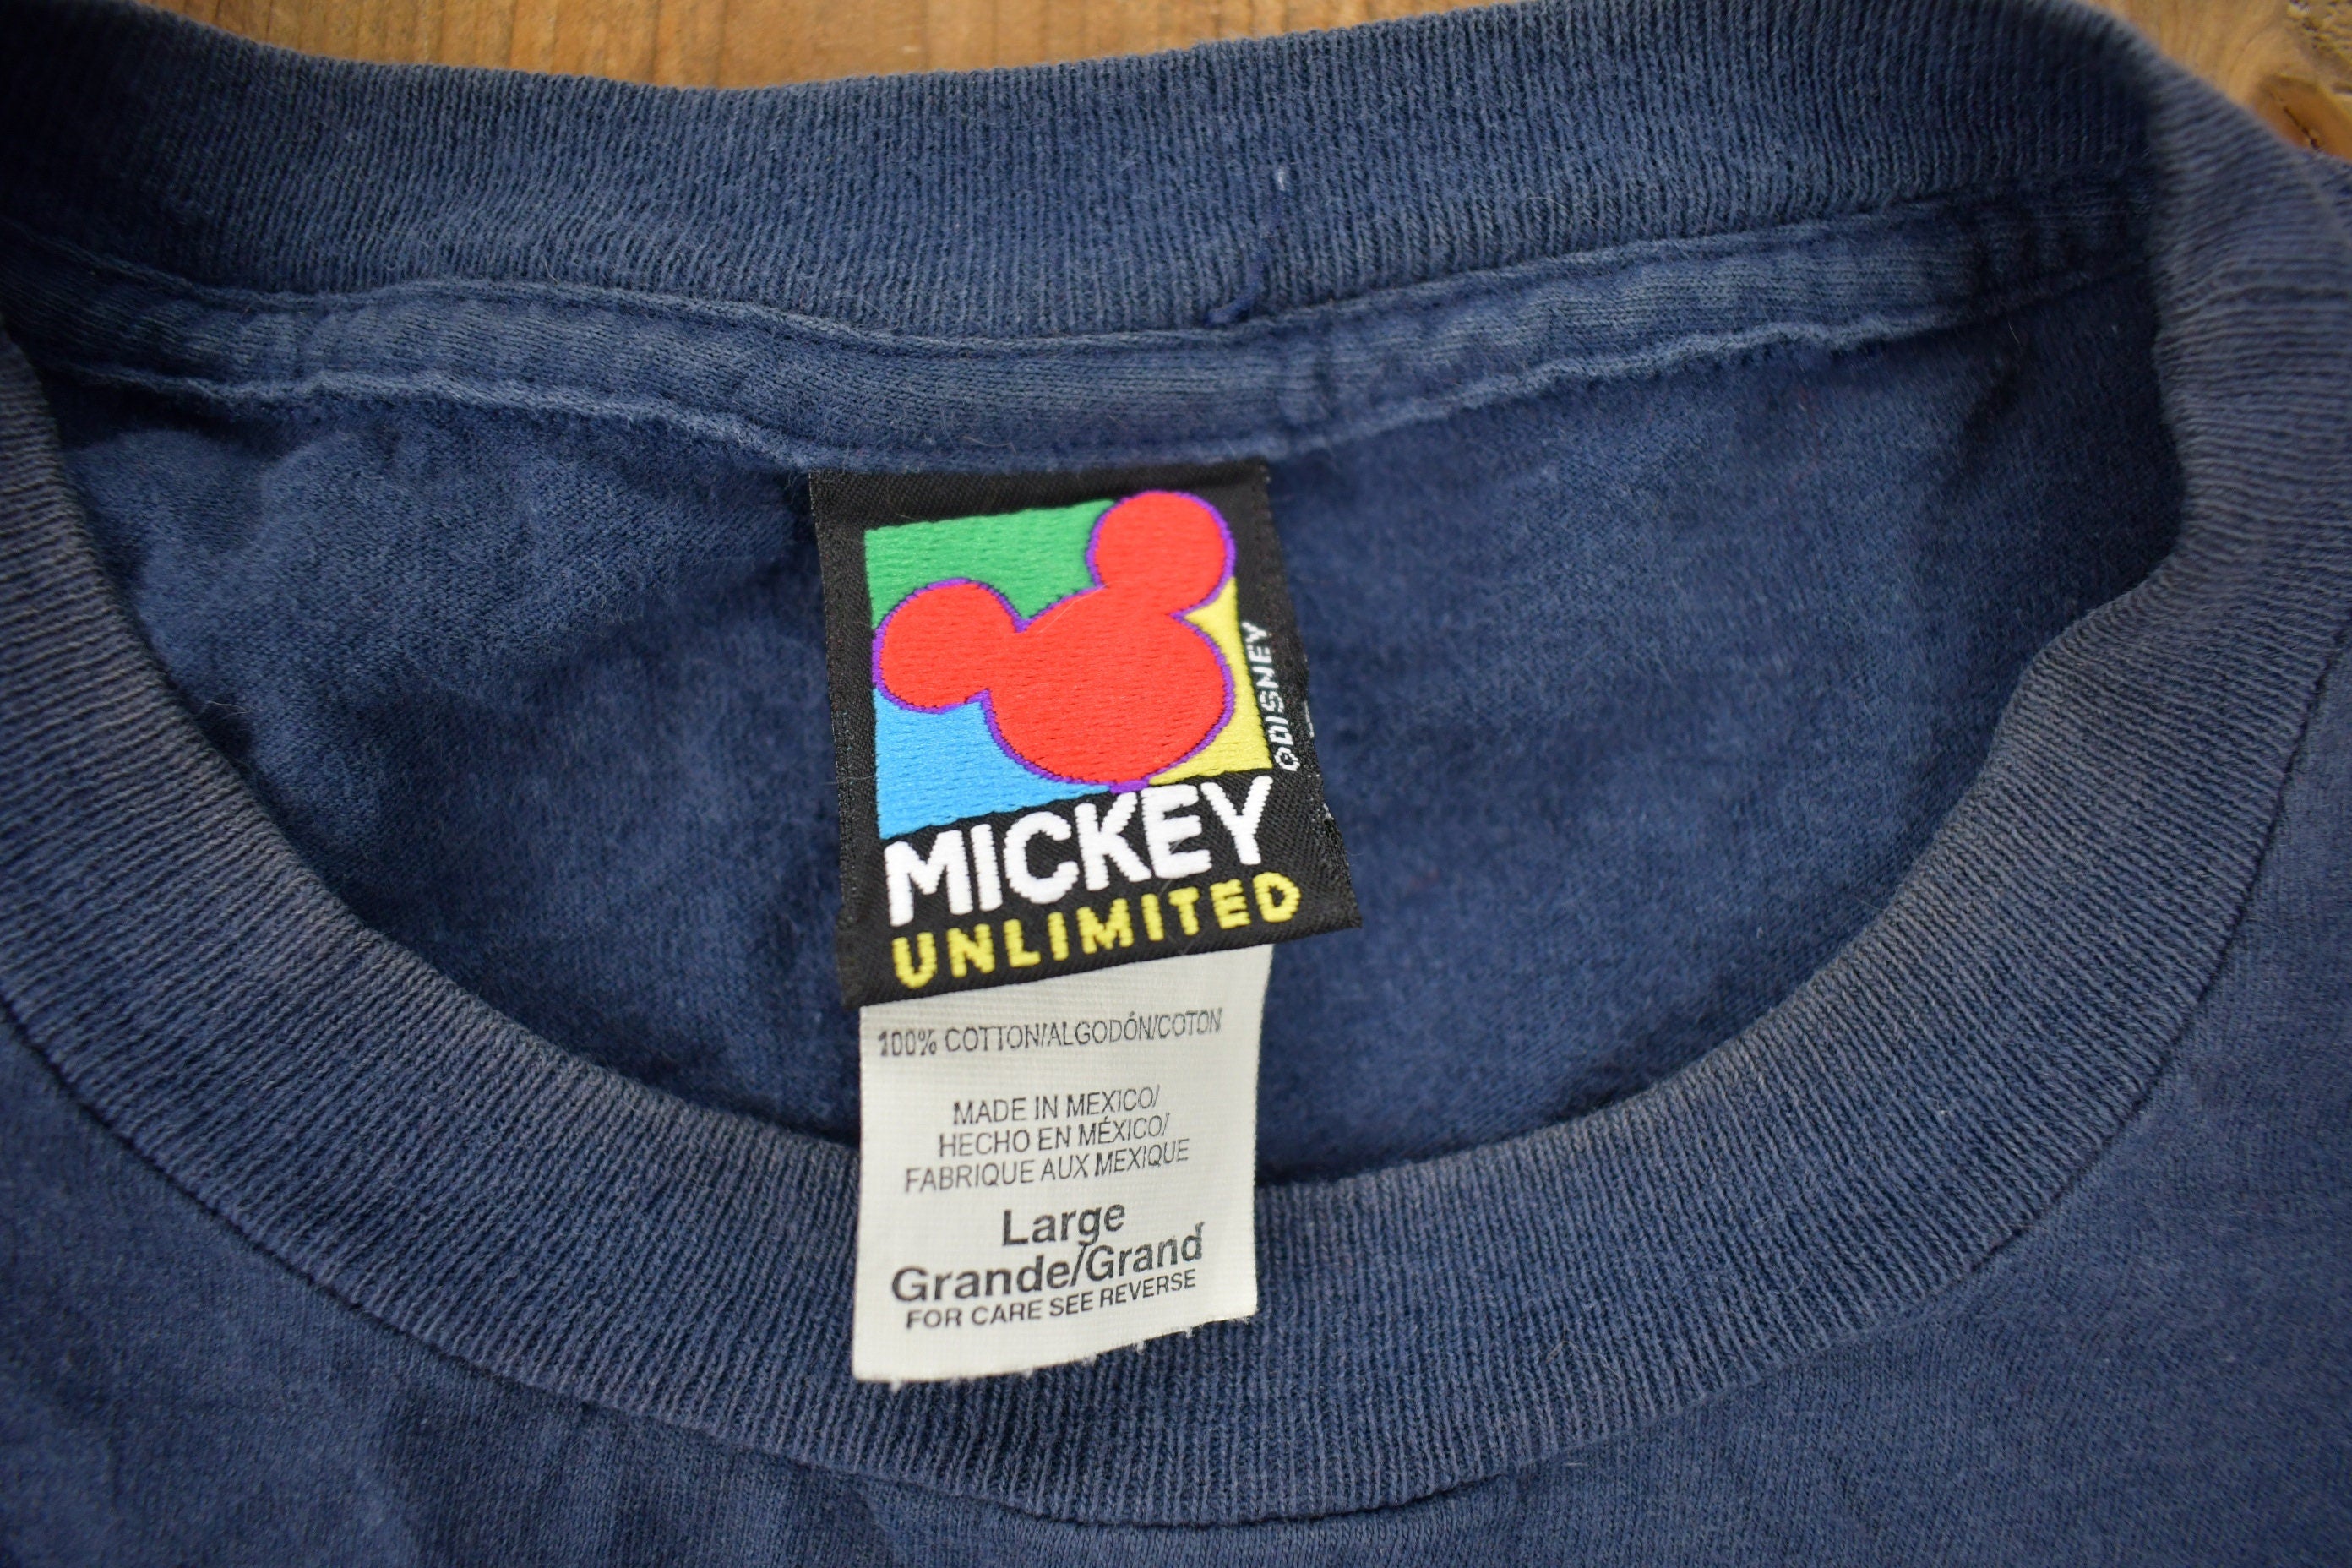 ©DISNEY
MICKEY
UNLIMITED
100% COTTON/ALGODÓN/COTON
MADE IN MEXICO/
HECHO EN MÉXICO/
FABRIQUE AUX MEXIQUE
Large
Grande/Grand
FOR CARE SEE REVERSE